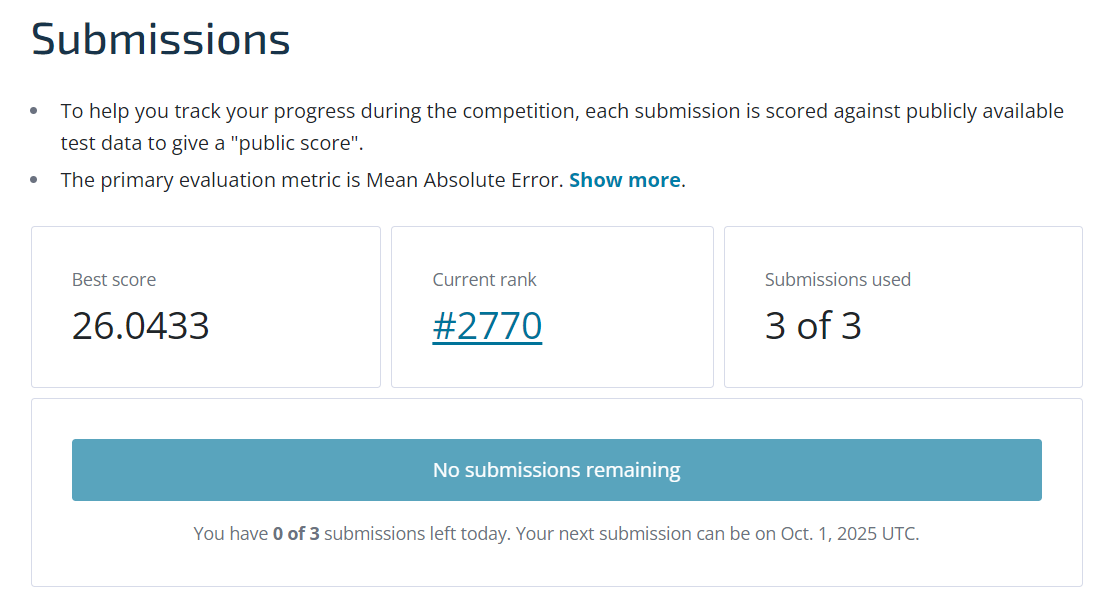 Submissions
To help you track your progress during the competition, each submission is scored against publicly available
test data to give a "public score".
The primary evaluation metric is Mean Absolute Error. Show more.
Best score
26.0433
Current rank
#2770
Submissions used
3 of 3
No submissions remaining
You have 0 of 3 submissions left today. Your next submission can be on Oct. 1, 2025 UTC.